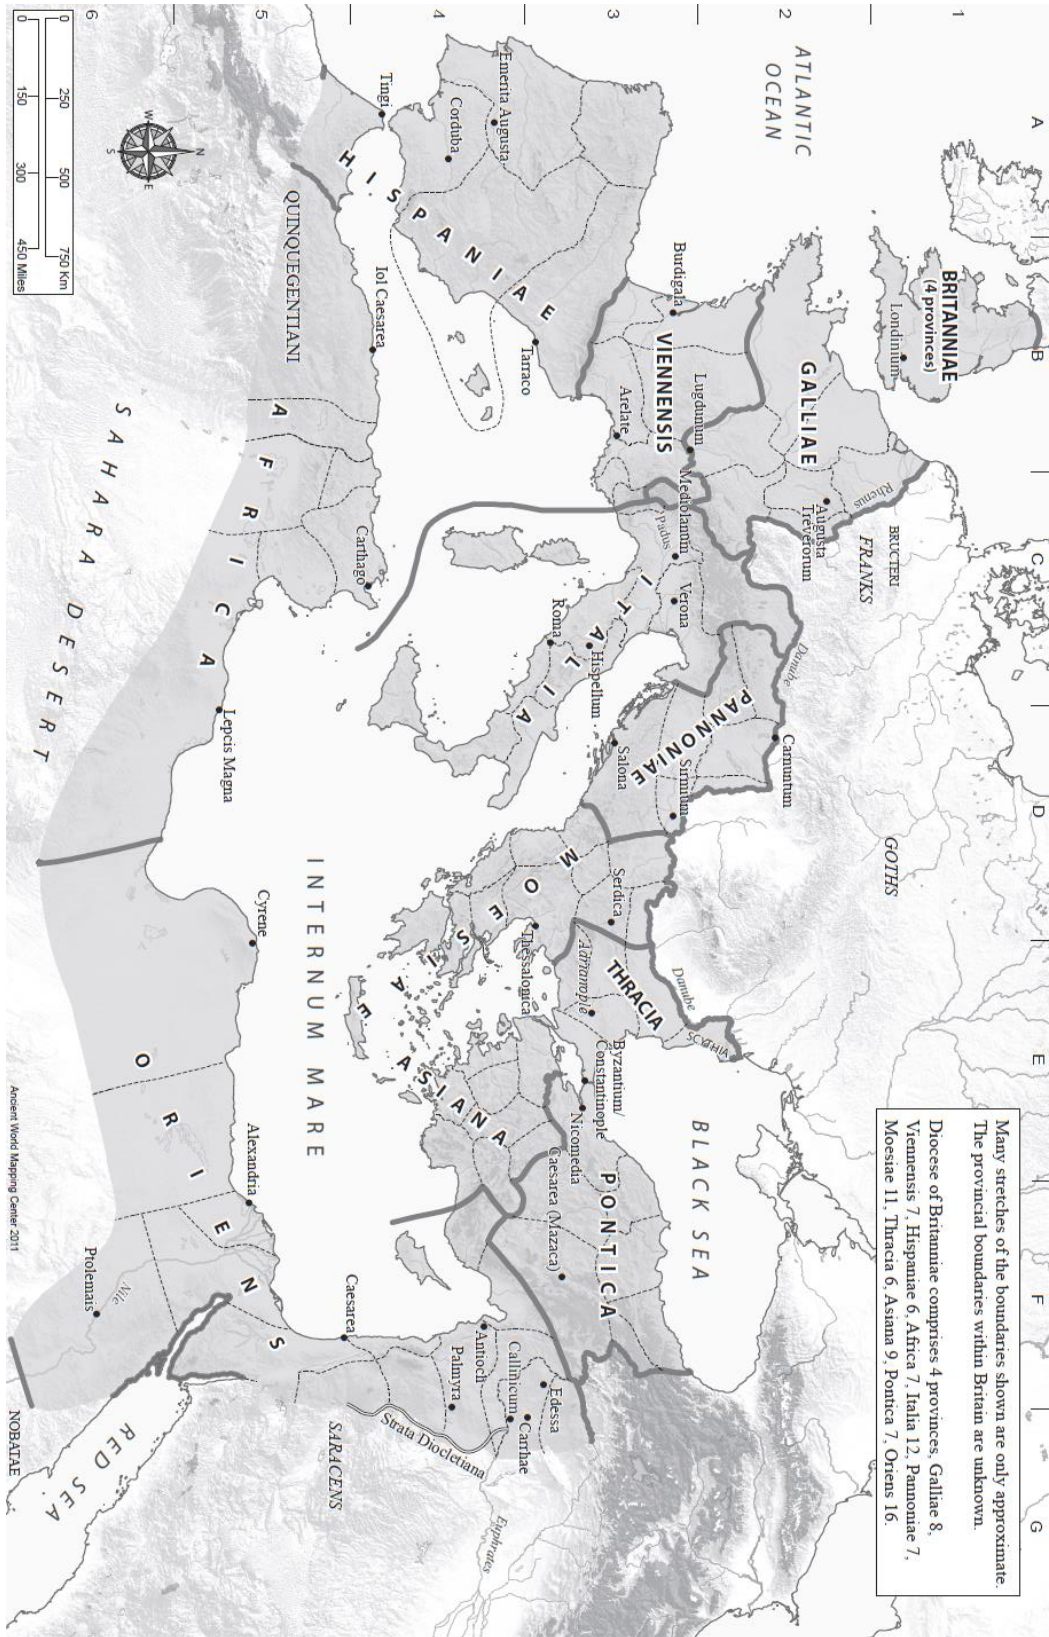 A
B
C
D
E
F
G
1
2
3
4
5
6
ATLANTIC
OCEAN
BRITANNIAE
(4 provinces)
Londinium
GALLIAE
Rhenus
Augusta
Treverorum
BRUCTERI
FRANKS
GOTHS
Burdigala
VIENNENSIS
Lugdunum
Arelate
Mediolanum
Padus
Verona
ITALIA
Roma
Hispellum
Danube
PANNONIAE
Carnuntum
Sirmium
Salona
MOESIAE
Serdica
Thessalonica
THRACIA
Danube
SCYTHIA
Adrianople
Byzantium/
Constantinople
Nicomedia
BLACK SEA
PONTICA
Caesarea (Mazaca)
ASIANA
HISPANIAE
Emerita Augusta
Corduba
Tarraco
Tingi
QUINQUEGENTIANI
Iol Caesarea
AFRICA
Carthago
Lepcis Magna
SAHARA DESERT
INTERNUM MARE
Cyrene
Alexandria
ORIENS
Ptolemais
Nile
Caesarea
Antioch
Callinicum
Palmyra
Edessa
Carrhae
Strata Diocletiana
SARACENS
Euphrates
RED SEA
NOBATAE
Many stretches of the boundaries shown are only approximate.
The provincial boundaries within Britain are unknown.
Diocese of Britanniae comprises 4 provinces, Galliae 8,
Viennensis 7, Hispaniae 6, Africa 7, Italia 12, Pannoniae 7,
Moesiae 11, Thracia 6, Asiana 9, Pontica 7, Oriens 16.
N
E
S
W
0 250 500 750 Km
0 150 300 450 Miles
Ancient World Mapping Center 2011